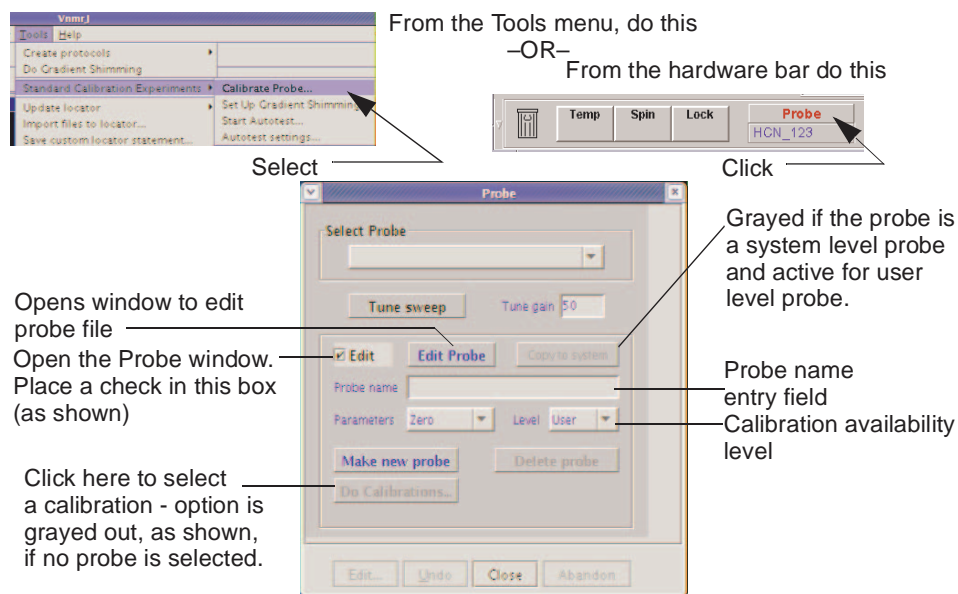 VnmrJ
Tools Help
Create protocols
Do Gradient Shimming
Standard Calibration Experiments
Update locator
Import files to locator...
Save custom locator statement...
Calibrate Probe...
Set Up Gradient Shimming
Start Autotest...
Autotest settings...
Select
From the Tools menu, do this
–OR–
From the hardware bar do this
Temp Spin Lock Probe
HCN_123
Click
Probe
Select Probe
Tune sweep Tune gain 50
Edit Edit Probe Copy to system
Probe name
Parameters Zero Level User
Make new probe Delete probe
Do Calibrations...
Edit... Undo Close Abandon
Opens window to edit
probe file
Open the Probe window.
Place a check in this box
(as shown)
Click here to select
a calibration - option is
grayed out, as shown,
if no probe is selected.
Grayed if the probe is
a system level probe
and active for user
level probe.
Probe name
entry field
Calibration availability
level